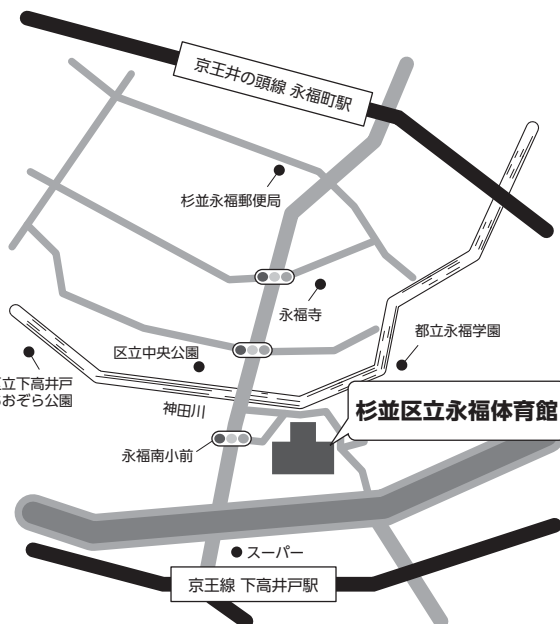 京王井の頭線 永福町駅
杉並永福郵便局
永福寺
区立中央公園
都立永福学園
立下高井戸
おぞら公園
神田川
杉並区立永福体育館
永福南小前
スーパー
京王線 下高井戸駅